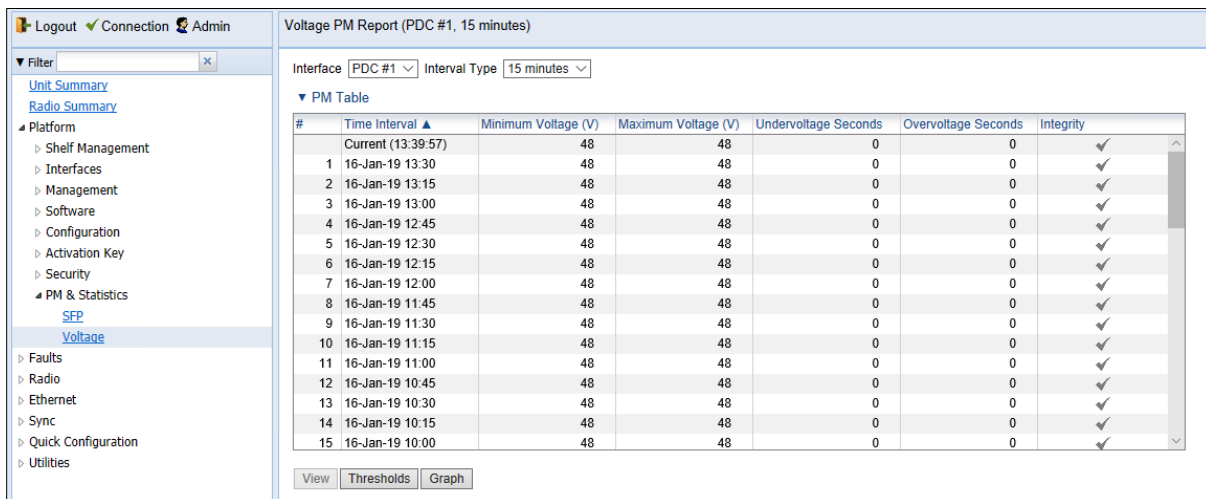 Logout Connection Admin
Filter
Unit Summary
Radio Summary
Platform
Shelf Management
Interfaces
Management
Software
Configuration
Activation Key
Security
PM & Statistics
SFP
Voltage
Faults
Radio
Ethernet
Sync
Quick Configuration
Utilities
Voltage PM Report (PDC #1, 15 minutes)
Interface PDC #1 Interval Type 15 minutes
PM Table
# Time Interval ▲ Minimum Voltage (V) Maximum Voltage (V) Undervoltage Seconds Overvoltage Seconds Integrity
Current (13:39:57) 48 48 0 0
1 16-Jan-19 13:30 48 48 0 0
2 16-Jan-19 13:15 48 48 0 0
3 16-Jan-19 13:00 48 48 0 0
4 16-Jan-19 12:45 48 48 0 0
5 16-Jan-19 12:30 48 48 0 0
6 16-Jan-19 12:15 48 48 0 0
7 16-Jan-19 12:00 48 48 0 0
8 16-Jan-19 11:45 48 48 0 0
9 16-Jan-19 11:30 48 48 0 0
10 16-Jan-19 11:15 48 48 0 0
11 16-Jan-19 11:00 48 48 0 0
12 16-Jan-19 10:45 48 48 0 0
13 16-Jan-19 10:30 48 48 0 0
14 16-Jan-19 10:15 48 48 0 0
15 16-Jan-19 10:00 48 48 0 0
View Thresholds Graph